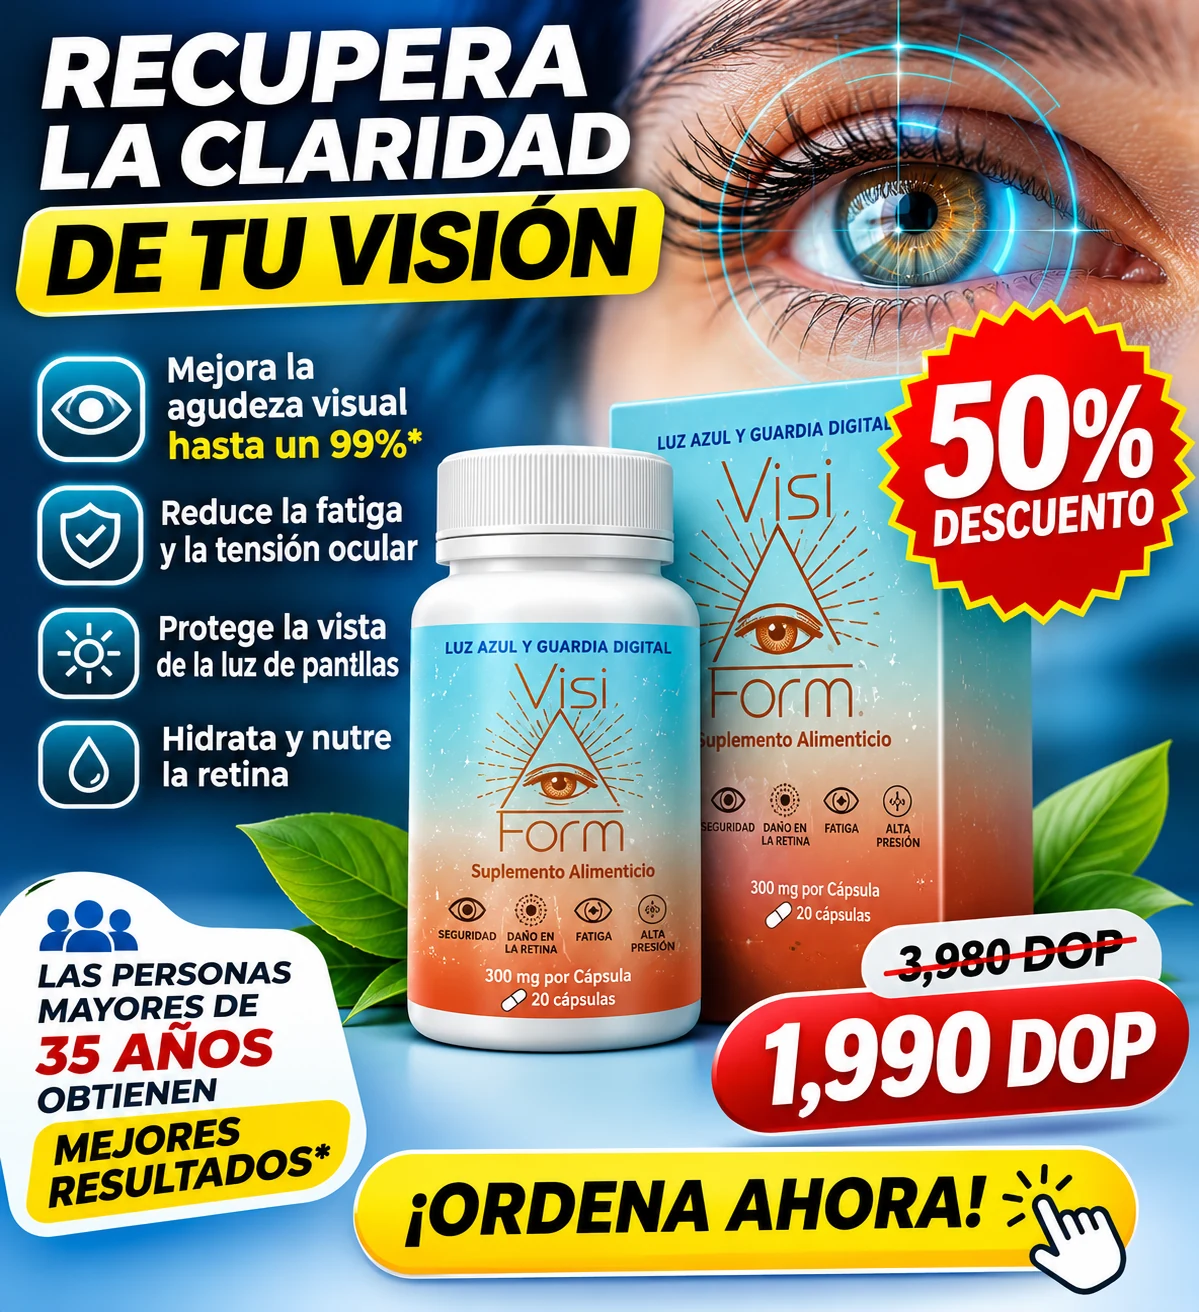 RECUPERA
LA CLARIDAD
DE TU VISIÓN
Mejora la
agudeza visual
hasta un 99%*
Reduce la fatiga
y la tensión ocular
Protege la vista
de la luz de pantllas
Hidrata y nutre
la retina
50%
DESCUENTO
LUZ AZUL Y GUARDIA DIGITAL
Visi
Form
Suplemento Alimenticio
SEGURIDAD
DAÑO EN
LA RETINA
FATIGA
ALTA
PRESIÓN
300 mg por Cápsula
20 cápsulas
LUZ AZUL Y GUARDIA DIGITAL
Visi
Form
Suplemento Alimenticio
SEGURIDAD
DAÑO EN
LA RETINA
FATIGA
ALTA
PRESIÓN
300 mg por Cápsula
20 cápsulas
LAS PERSONAS
MAYORES DE
35 AÑOS
OBTIENEN
MEJORES
RESULTADOS*
3,980 DOP
1,990 DOP
¡ORDENA AHORA!